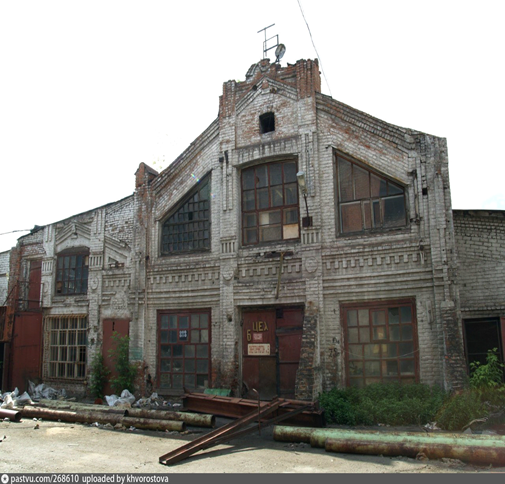 6 ЦЕХ
pastvu.com/268610 uploaded by khvorostova